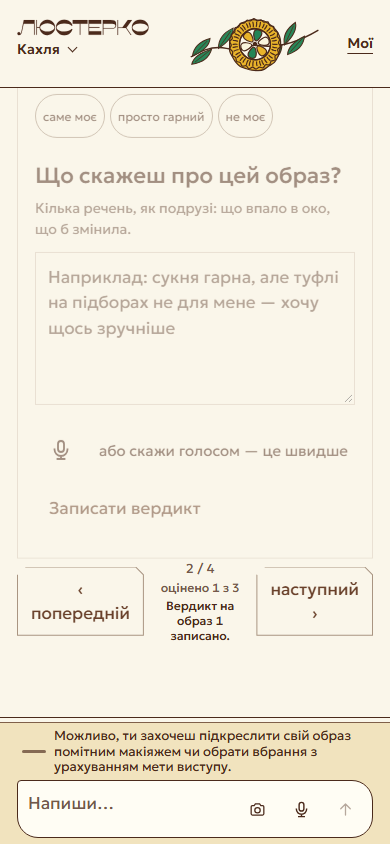 ЛЮСТЕРКО
Кахля
Мої
саме моє
просто гарний
не моє
Що скажеш про цей образ?
Кілька речень, як подрузі: що впало в око,
що б змінила.
Наприклад: сукня гарна, але туфлі
на підборах не для мене — хочу
щось зручніше
або скажи голосом — це швидше
Записати вердикт
‹
попередній
2 / 4
оцінено 1 з 3
Вердикт на
образ 1
записано.
наступний
›
Можливо, ти захочеш підкреслити свій образ
помітним макіяжем чи обрати вбрання з
урахуванням мети виступу.
Напиши...